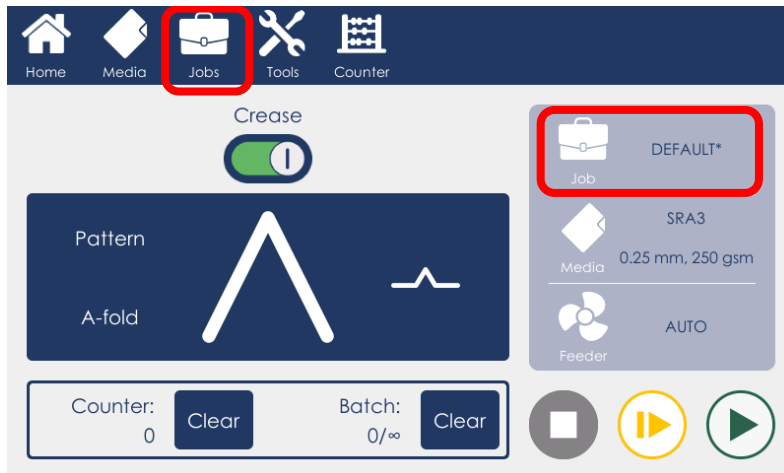 Home Media Jobs Tools Counter
Crease
Pattern
A-fold
Job
DEFAULT*
Media
SRA3
0.25 mm, 250 gsm
Feeder
AUTO
Counter:
0
Clear
Batch:
0/∞
Clear